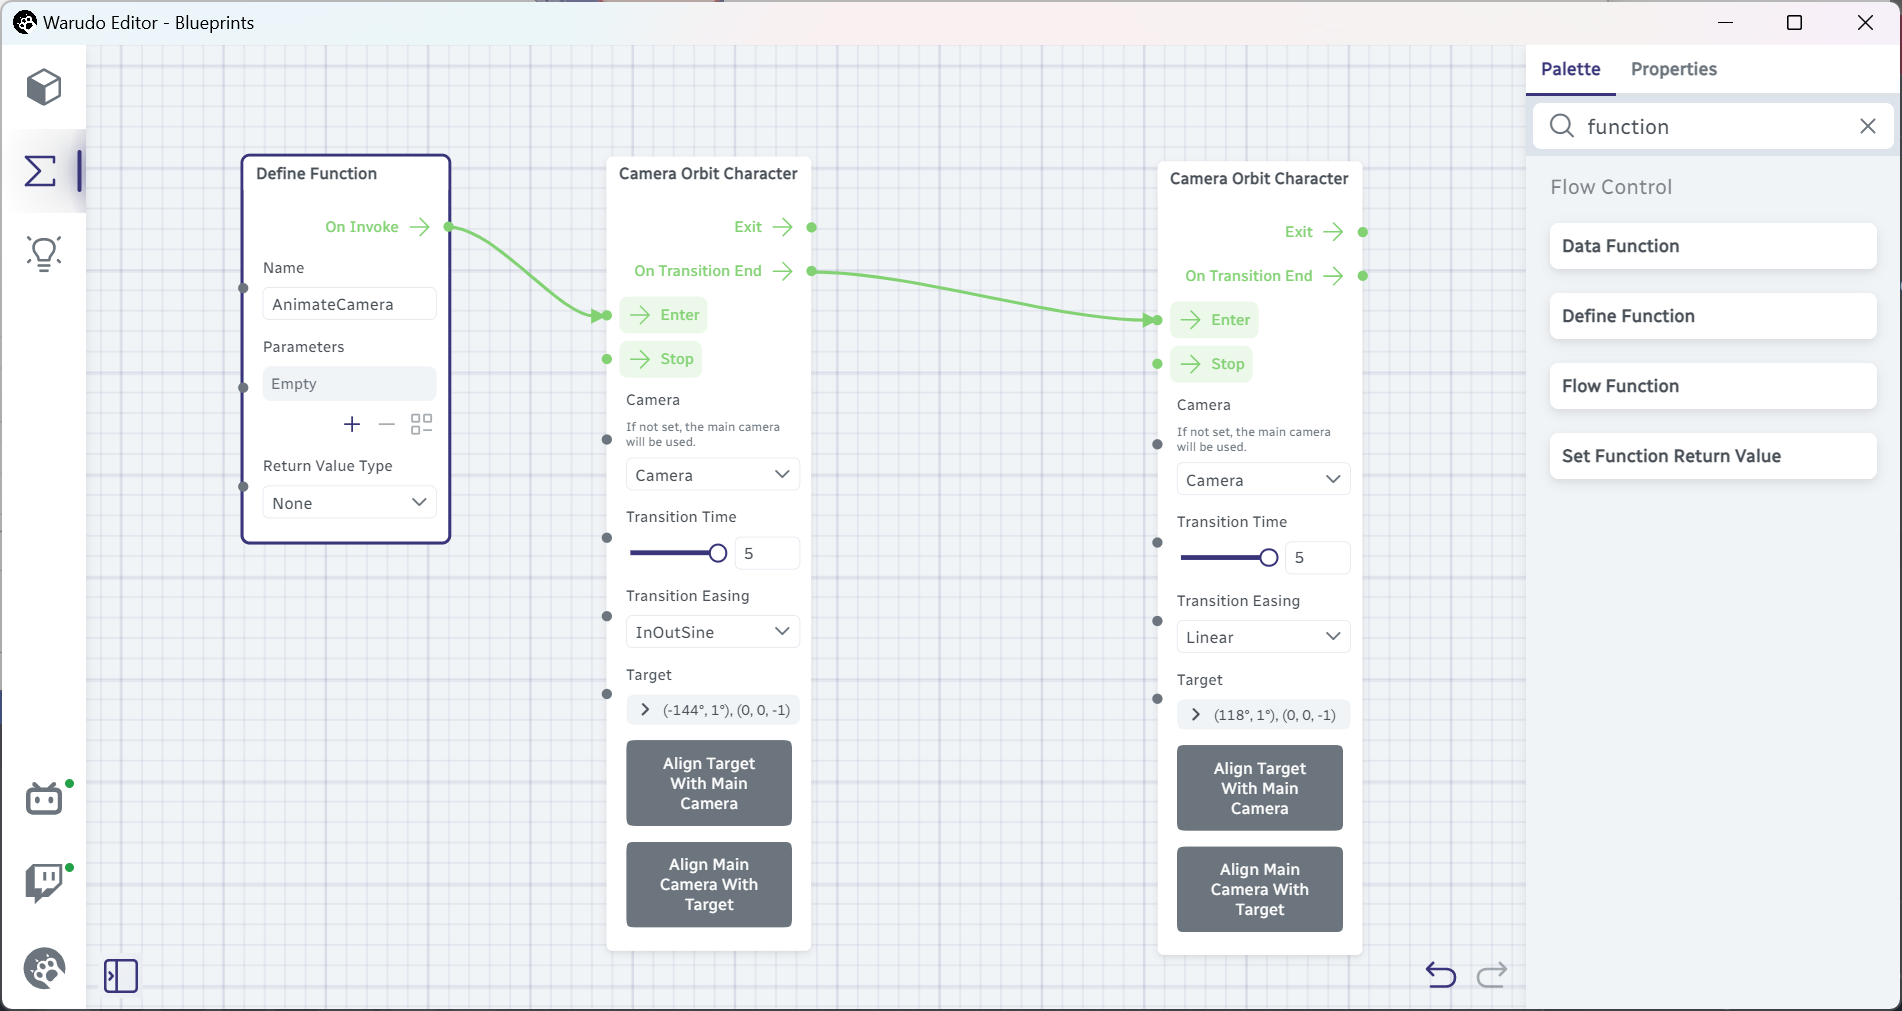 Warudo Editor - Blueprints
Define Function
On Invoke
Name
AnimateCamera
Parameters
Empty
Return Value Type
None
Camera Orbit Character
Exit
On Transition End
Enter
Stop
Camera
If not set, the main camera
will be used.
Camera
Transition Time
5
Transition Easing
InOutSine
Target
(-144°, 1°), (0, 0, -1)
Align Target
With Main
Camera
Align Main
Camera With
Target
Camera Orbit Character
Exit
On Transition End
Enter
Stop
Camera
If not set, the main camera
will be used.
Camera
Transition Time
5
Transition Easing
Linear
Target
(118°, 1°), (0, 0, -1)
Align Target
With Main
Camera
Align Main
Camera With
Target
Palette Properties
function
Flow Control
Data Function
Define Function
Flow Function
Set Function Return Value